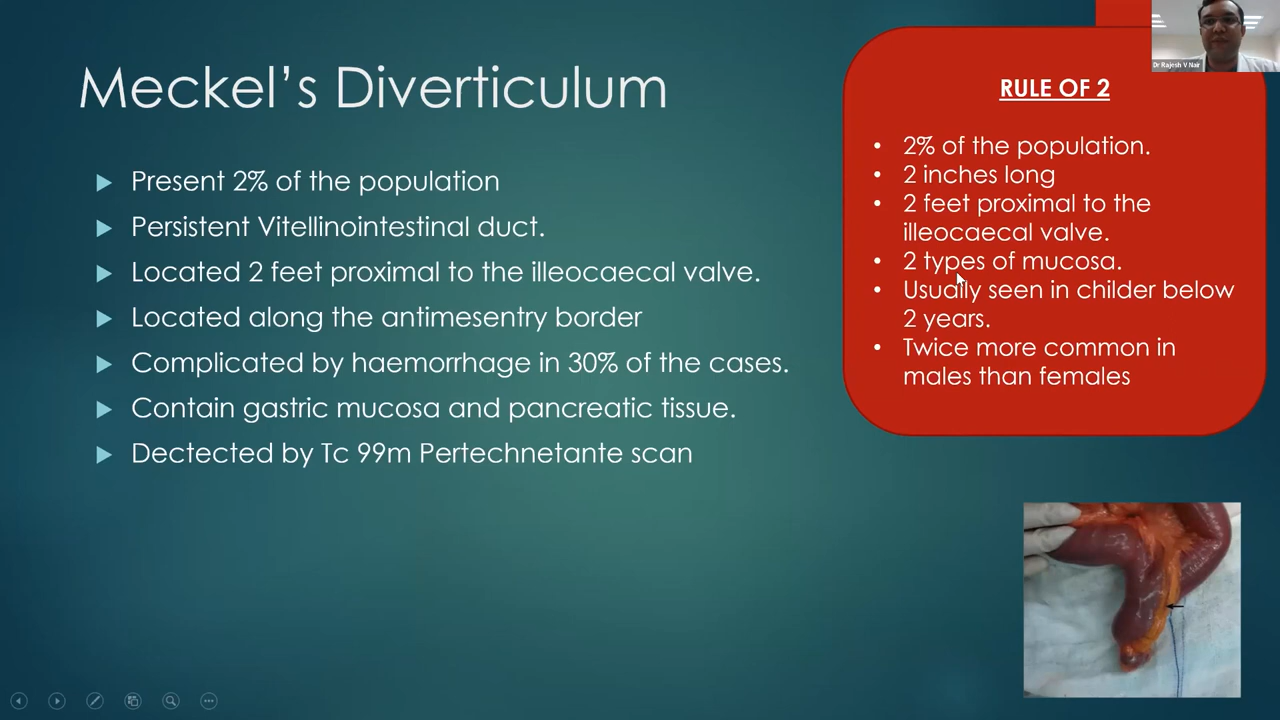 Meckel’s Diverticulum
Present 2% of the population
Persistent Vitellinointestinal duct.
Located 2 feet proximal to the illeocaecal valve.
Located along the antimesentry border
Complicated by haemorrhage in 30% of the cases.
Contain gastric mucosa and pancreatic tissue.
Dectected by Tc 99m Pertechnetante scan
RULE OF 2
2% of the population.
2 inches long
2 feet proximal to the
illeocaecal valve.
2 types of mucosa.
Usually seen in childer below
2 years.
Twice more common in
males than females
Dr Rajesh V Nair